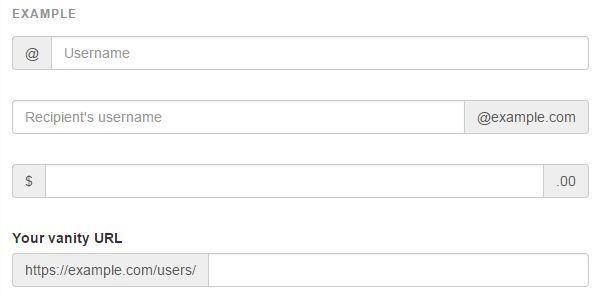 EXAMPLE
@ Username
Recipient's username @example.com
$ .00
Your vanity URL
https://example.com/users/